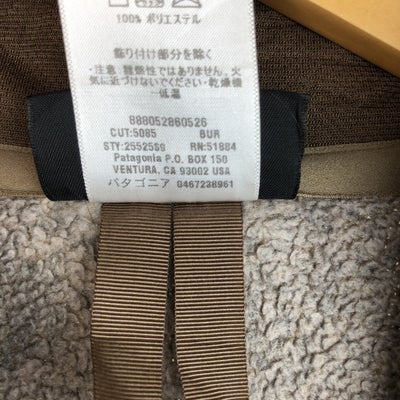 100% ポリエステル
飾り付け部分を除く
・注意：難燃性ではありません。火
気に近づけないでください・乾燥機
－低温
888052860526
CUT:5085 BUR
STY:25525S0 RN:51884
Patagonia P.O. BOX 150
VENTURA, CA 93002 USA
パタゴニア 0467238961